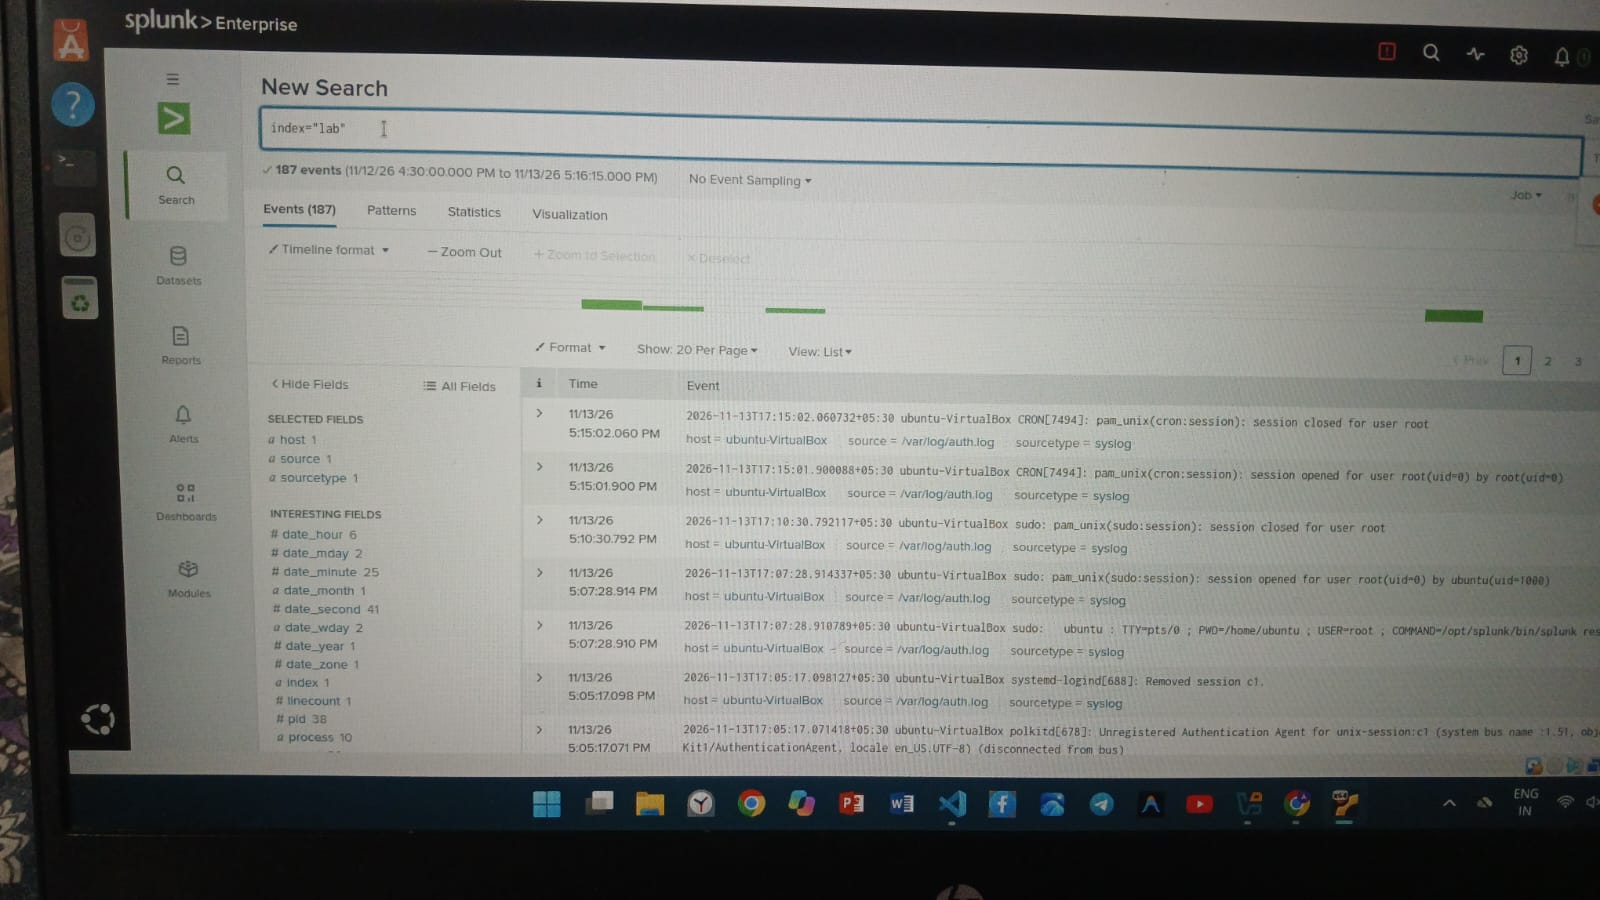 splunk>Enterprise
New Search
index="lab"
✓ 187 events (11/12/26 4:30:00.000 PM to 11/13/26 5:16:15.000 PM)
No Event Sampling
Job
Events (187)
Patterns
Statistics
Visualization
Timeline format
— Zoom Out
+ Zoom to Selection
× Deselect
Format
Show: 20 Per Page
View: List
< Prev
1
2
3
Search
Datasets
Reports
Alerts
Dashboards
Modules
< Hide Fields
All Fields
SELECTED FIELDS
a host 1
a source 1
a sourcetype 1
INTERESTING FIELDS
# date_hour 6
# date_mday 2
# date_minute 25
a date_month 1
# date_second 41
a date_wday 2
# date_year 1
# date_zone 1
a index 1
# linecount 1
# pid 38
a process 10
i Time Event
11/13/26
5:15:02.060 PM
2026-11-13T17:15:02.060732+05:30 ubuntu-VirtualBox CRON[7494]: pam_unix(cron:session): session closed for user root
host = ubuntu-VirtualBox source = /var/log/auth.log sourcetype = syslog
11/13/26
5:15:01.900 PM
2026-11-13T17:15:01.900088+05:30 ubuntu-VirtualBox CRON[7494]: pam_unix(cron:session): session opened for user root(uid=0) by root(uid=0)
host = ubuntu-VirtualBox source = /var/log/auth.log sourcetype = syslog
11/13/26
5:10:30.792 PM
2026-11-13T17:10:30.792117+05:30 ubuntu-VirtualBox sudo: pam_unix(sudo:session): session closed for user root
host = ubuntu-VirtualBox source = /var/log/auth.log sourcetype = syslog
11/13/26
5:07:28.914 PM
2026-11-13T17:07:28.914337+05:30 ubuntu-VirtualBox sudo: pam_unix(sudo:session): session opened for user root(uid=0) by ubuntu(uid=1000)
host = ubuntu-VirtualBox source = /var/log/auth.log sourcetype = syslog
11/13/26
5:07:28.910 PM
2026-11-13T17:07:28.910789+05:30 ubuntu-VirtualBox sudo: ubuntu : TTY=pts/0 ; PWD=/home/ubuntu ; USER=root ; COMMAND=/opt/splunk/bin/splunk res
host = ubuntu-VirtualBox source = /var/log/auth.log sourcetype = syslog
11/13/26
5:05:17.098 PM
2026-11-13T17:05:17.098127+05:30 ubuntu-VirtualBox systemd-logind[688]: Removed session c1.
host = ubuntu-VirtualBox source = /var/log/auth.log sourcetype = syslog
11/13/26
5:05:17.071 PM
2026-11-13T17:05:17.071418+05:30 ubuntu-VirtualBox polkitd[678]: Unregistered Authentication Agent for unix-session:c1 (system bus name :1.51, obj
Kit1/AuthenticationAgent, locale en_US.UTF-8) (disconnected from bus)
ENG
IN